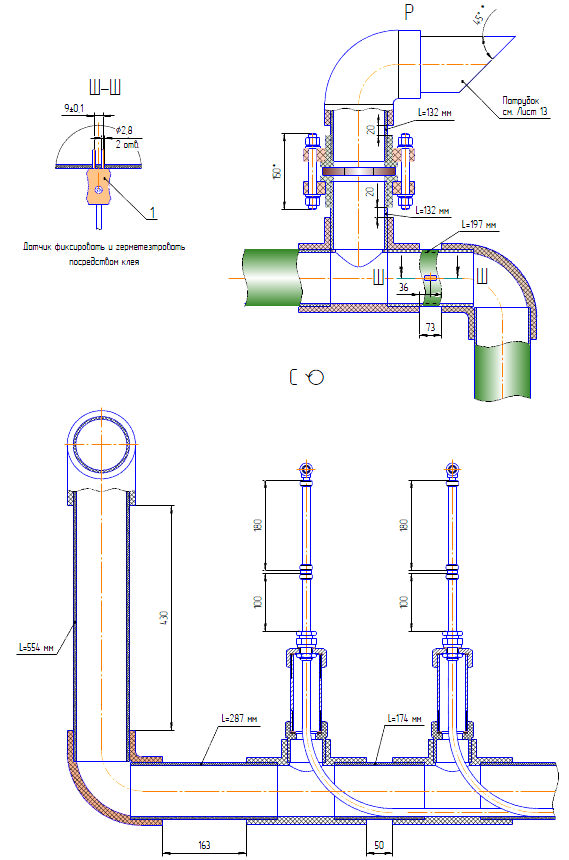 Р
45°*
Ш-Ш
9±0,1
⌀2,8
2 отв.
1
Датчик фиксировать и герметезтровать
посредством клея
L=132 мм
Патрубок
см. Лист 13
20
160*
20
L=132 мм
L=197 мм
Ш
Ш
36
73
С
180
180
100
100
430
L=554 мм
L=287 мм
L=174 мм
163
50